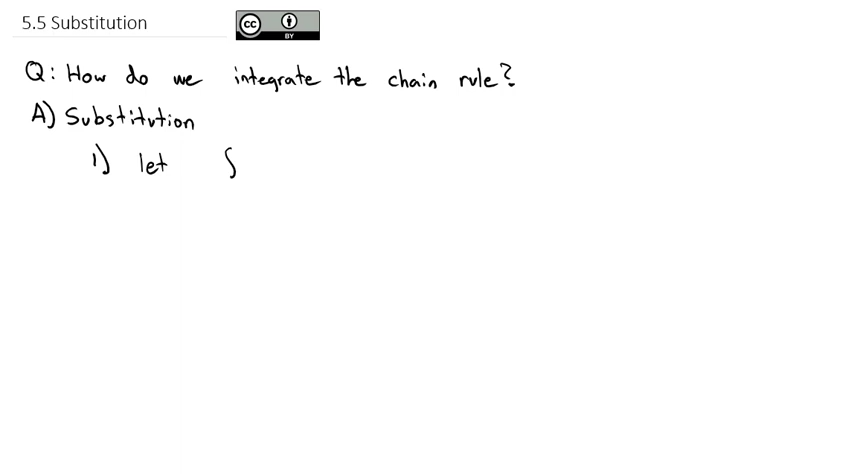 5.5 Substitution
cc BY
Q: How do we integrate the chain rule?
A) Substitution
1) let ∫